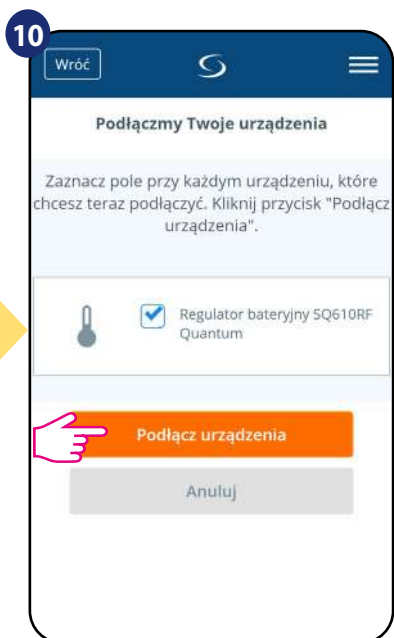 10
Wróć
Podłączmy Twoje urządzenia
Zaznacz pole przy każdym urządzeniu, które
chcesz teraz podłączyć. Kliknij przycisk "Podłącz
urządzenia".
Regulator bateryjny SQ610RF
Quantum
Podłącz urządzenia
Anuluj